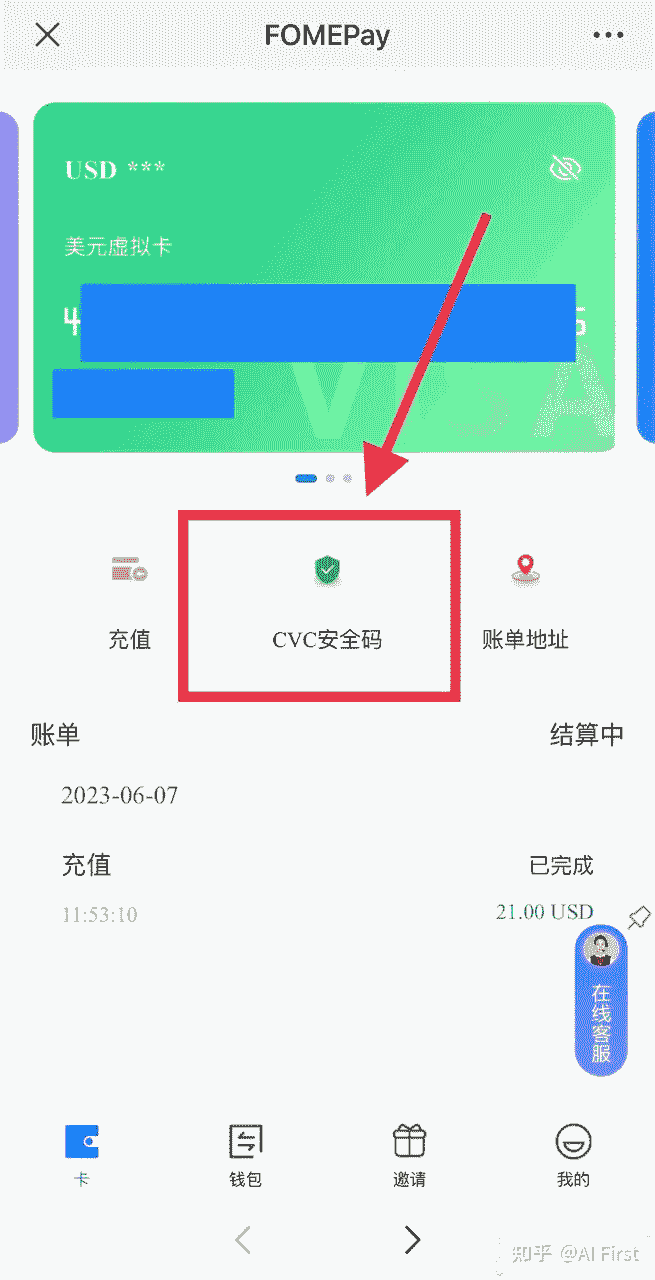 FOMEPay
USD ***
美元虚拟卡
4
5
充值
CVC安全码
账单地址
账单
结算中
2023-06-07
充值
已完成
11:53:10
21.00 USD
在线客服
卡
钱包
邀请
我的
知乎 @AI First